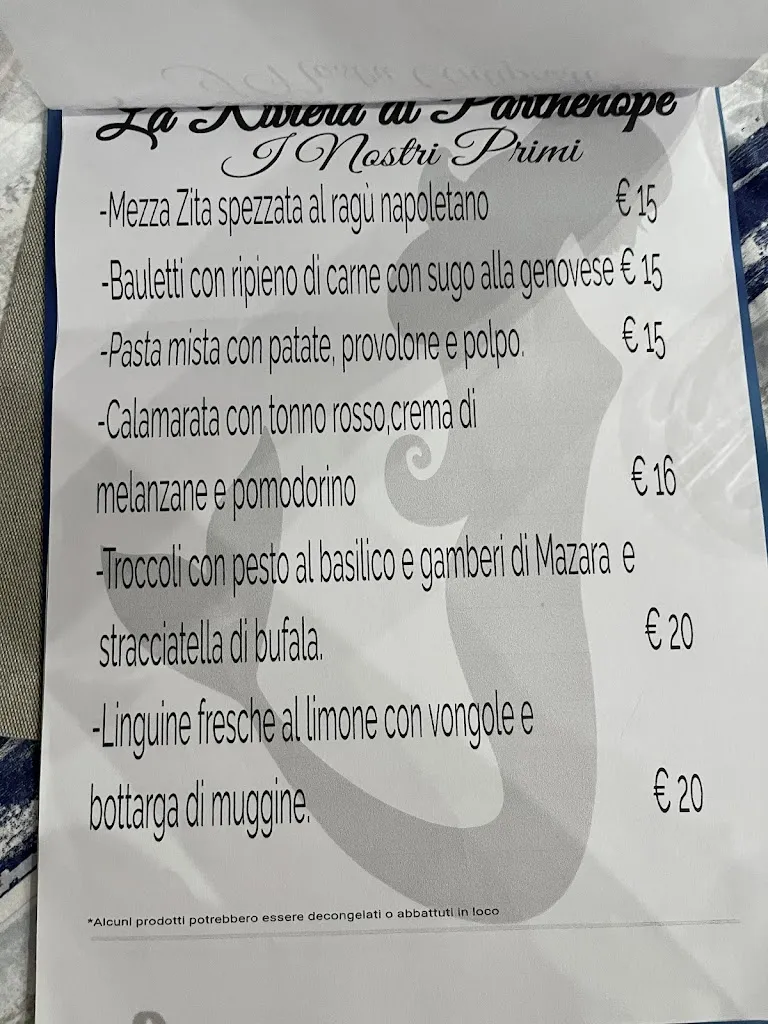 La Riviera di Parthenope
I Nostri Primi
-Mezza Zita spezzata al ragù napoletano €15
-Bauletti con ripieno di carne con sugo alla genovese € 15
-Pasta mista con patate, provolone e polpo. €15
-Calamarata con tonno rosso,crema di
melanzane e pomodorino € 16
-Troccoli con pesto al basilico e gamberi di Mazara e
stracciatella di bufala. € 20
-Linguine fresche al limone con vongole e
bottarga di muggine. € 20
*Alcuni prodotti potrebbero essere decongelati o abbattuti in loco